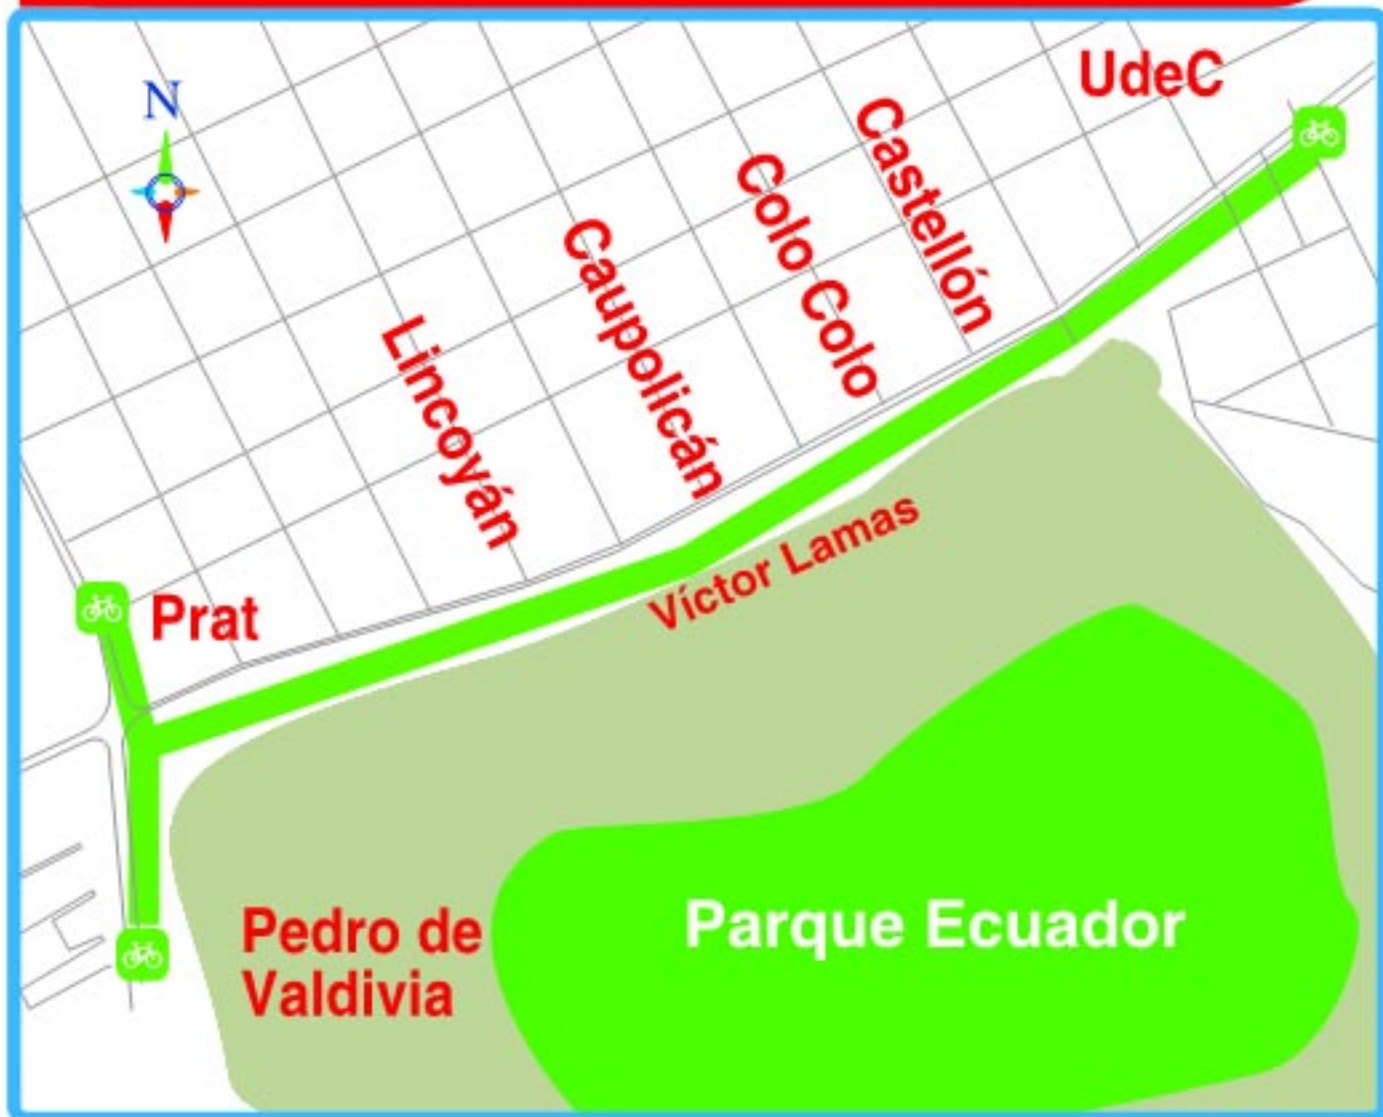 UdeC
N
Castellón
Colo Colo
Caupolicán
Lincoyán
Víctor Lamas
Prat
Pedro de
Valdivia
Parque Ecuador